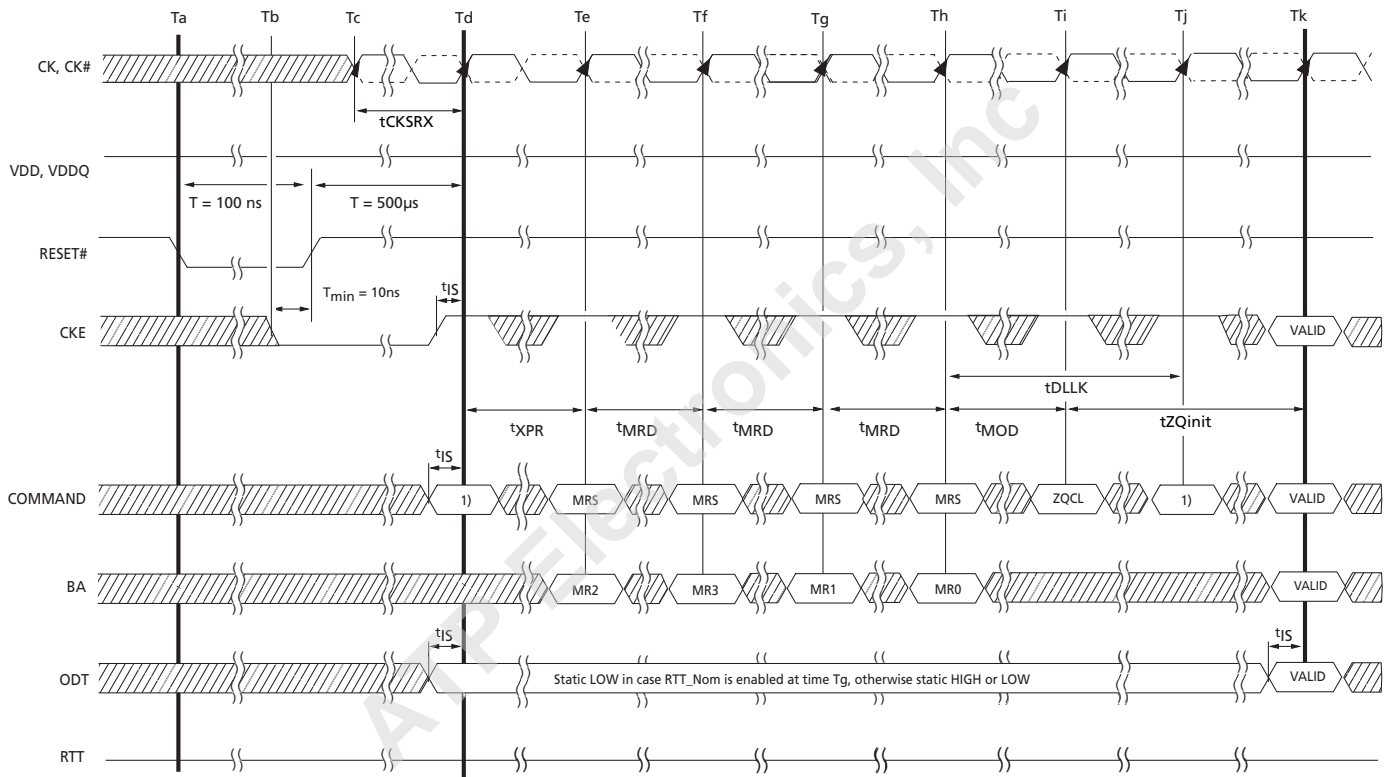 Ta Tb Tc Td Te Tf Tg Th Ti Tj Tk
CK, CK#
tCKSRX
VDD, VDDQ
T = 100 ns T = 500µs
RESET#
Tmin = 10ns tIS
CKE VALID
tDLLK
tXPR tMRD tMRD tMRD tMOD tZQinit
tIS
COMMAND 1) MRS MRS MRS MRS ZQCL 1) VALID
BA MR2 MR3 MR1 MR0 VALID
tIS tIS
ODT Static LOW in case RTT_Nom is enabled at time Tg, otherwise static HIGH or LOW VALID
RTT
ATP Electronics, Inc